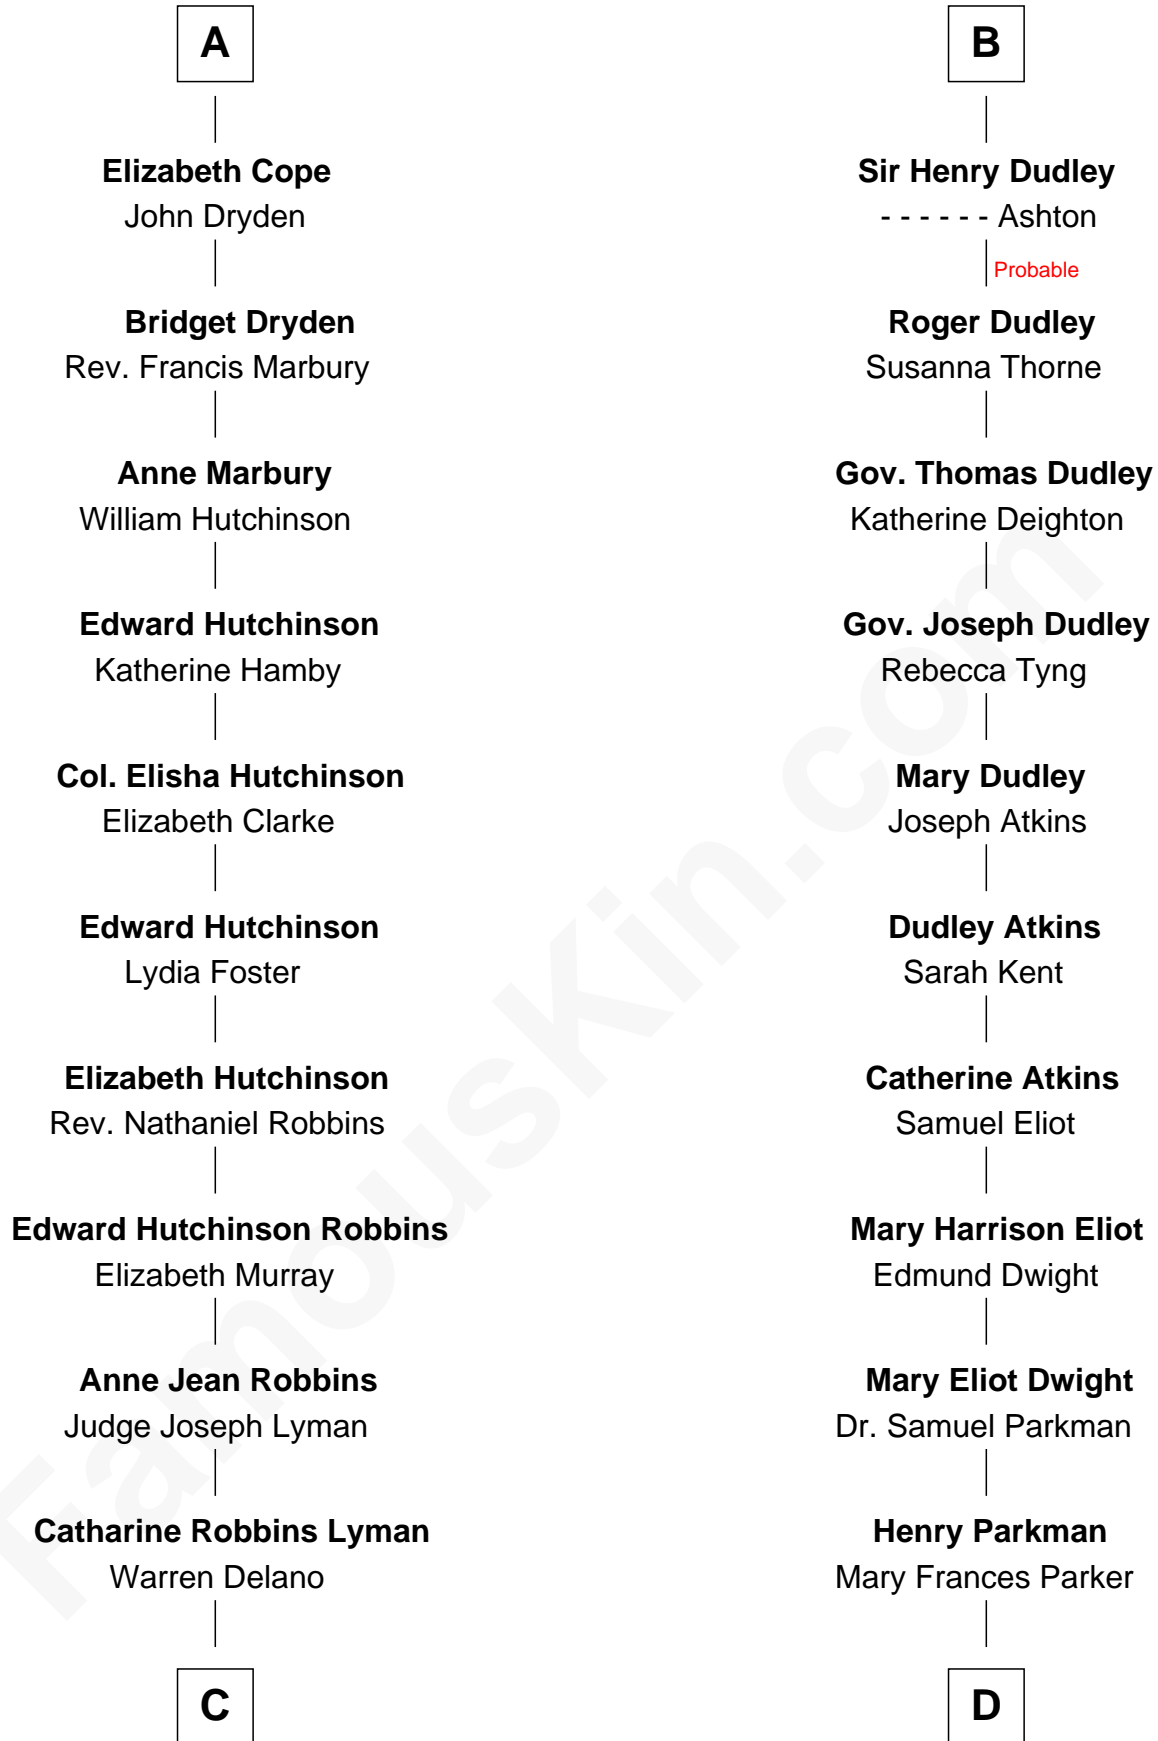 A
Elizabeth Cope
John Dryden
Bridget Dryden
Rev. Francis Marbury
Anne Marbury
William Hutchinson
Edward Hutchinson
Katherine Hamby
Col. Elisha Hutchinson
Elizabeth Clarke
Edward Hutchinson
Lydia Foster
Elizabeth Hutchinson
Rev. Nathaniel Robbins
Edward Hutchinson Robbins
Elizabeth Murray
Anne Jean Robbins
Judge Joseph Lyman
Catharine Robbins Lyman
Warren Delano
C
B
Sir Henry Dudley
- - - - - - Ashton
Probable
Roger Dudley
Susanna Thorne
Gov. Thomas Dudley
Katherine Deighton
Gov. Joseph Dudley
Rebecca Tyng
Mary Dudley
Joseph Atkins
Dudley Atkins
Sarah Kent
Catherine Atkins
Samuel Eliot
Mary Harrison Eliot
Edmund Dwight
Mary Eliot Dwight
Dr. Samuel Parkman
Henry Parkman
Mary Frances Parker
D
FamousKin.com